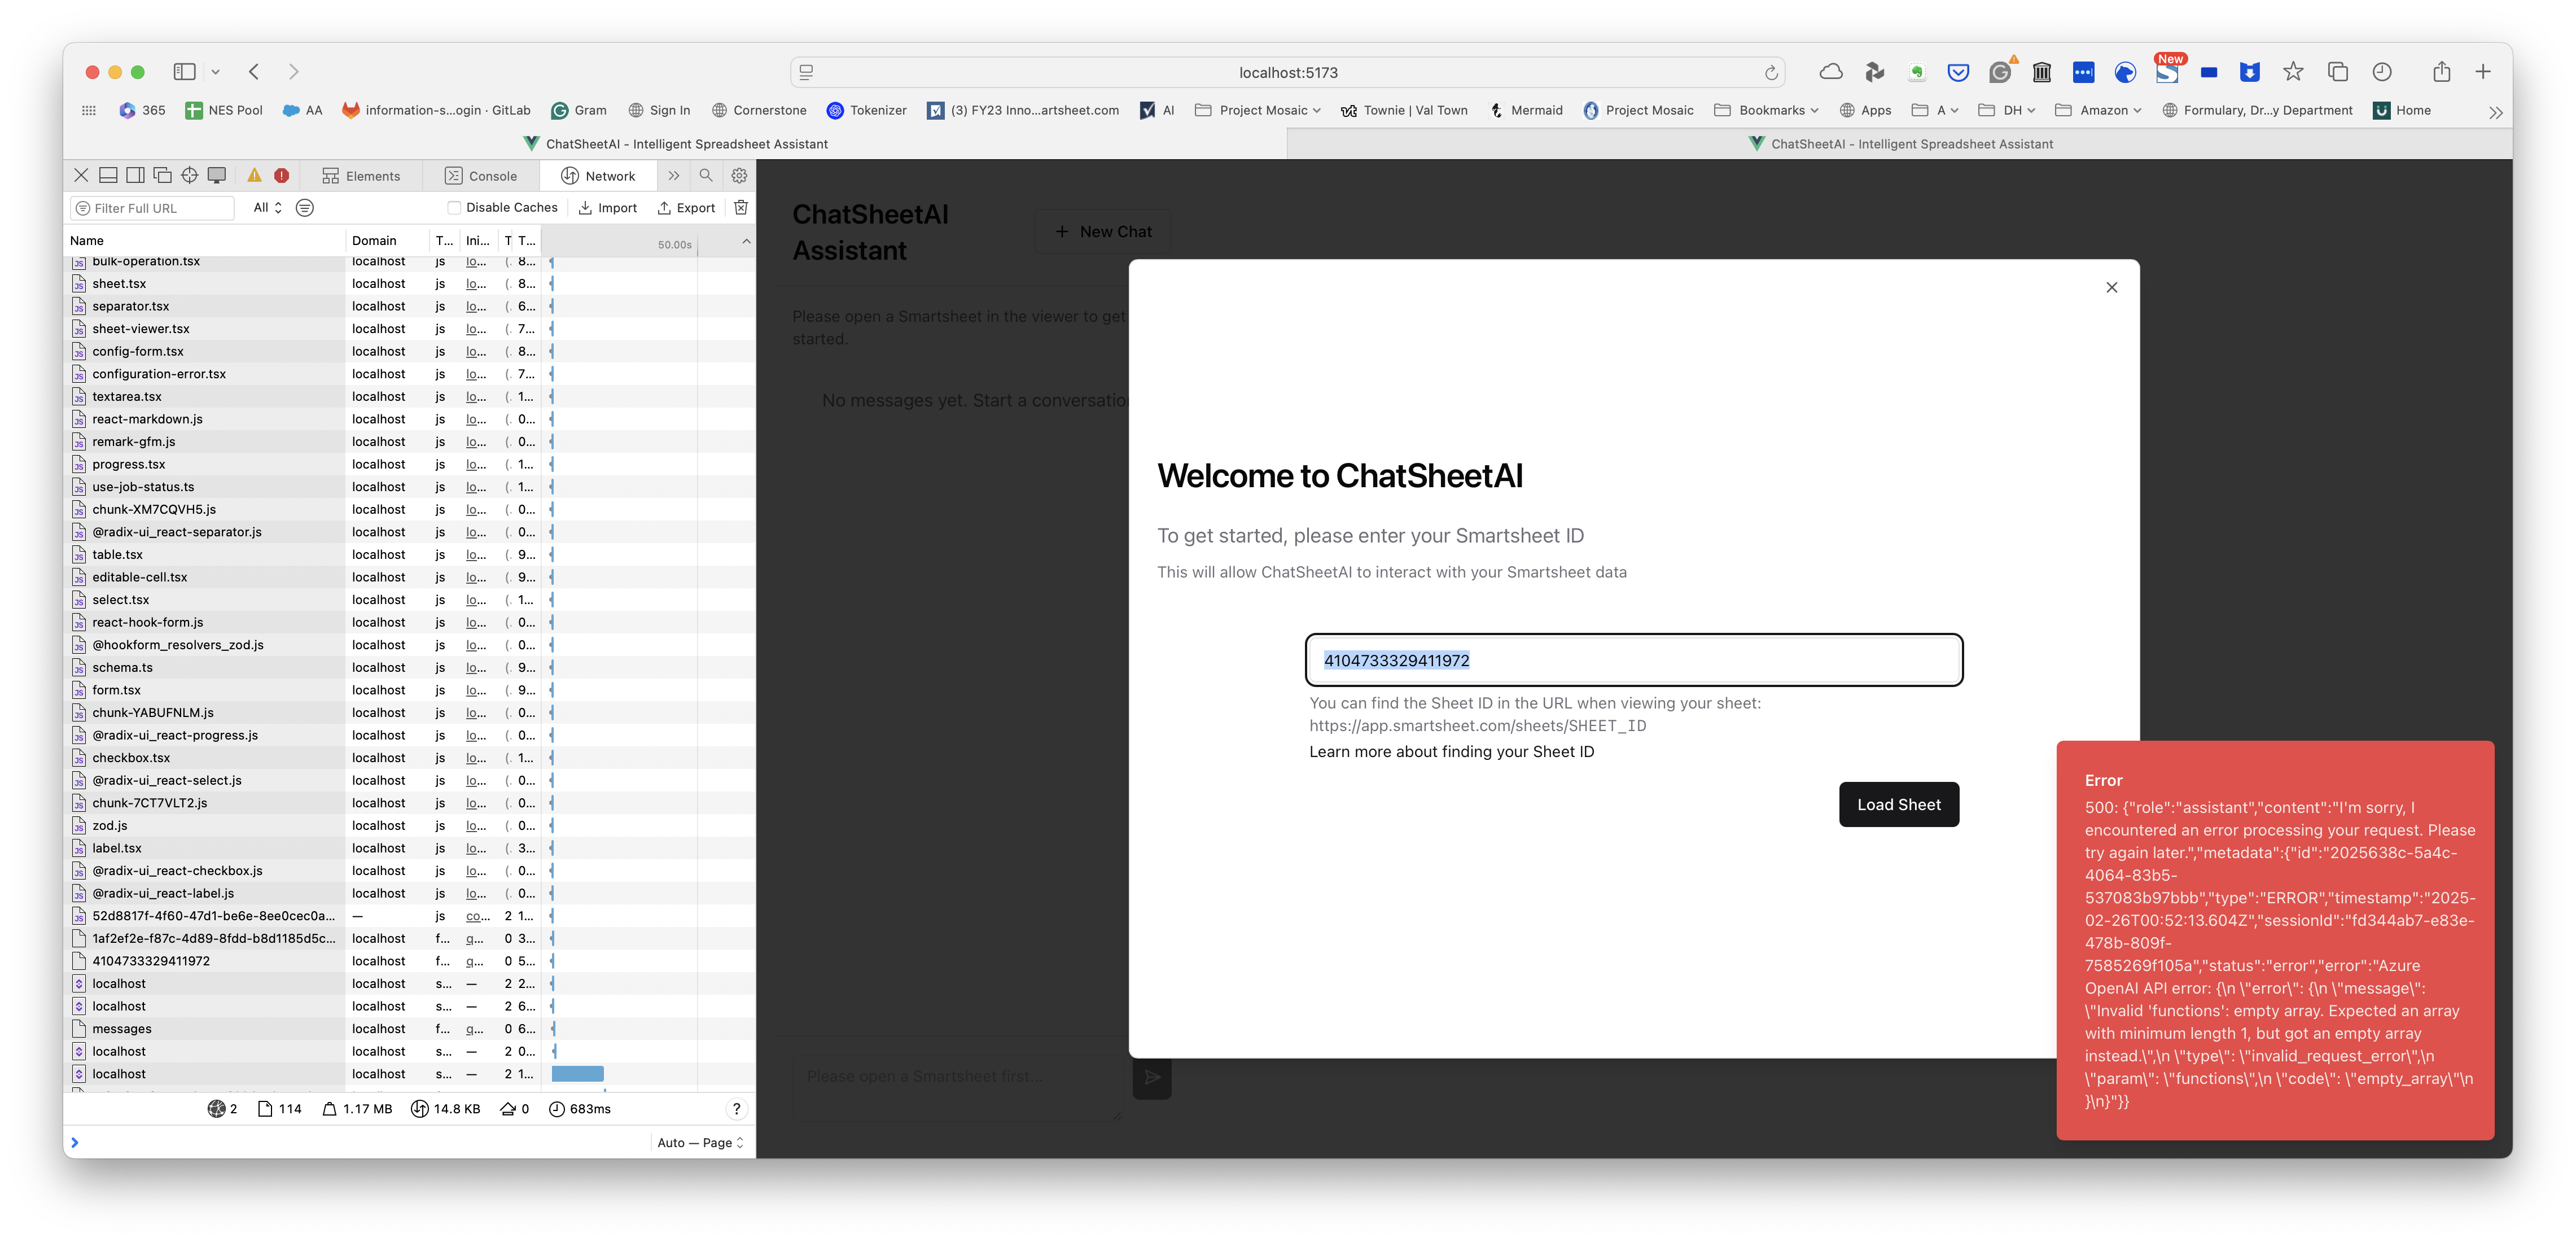 localhost:5173
New
365
NES Pool
AA
information-s...ogin · GitLab
Gram
Sign In
Cornerstone
Tokenizer
(3) FY23 Inno...artsheet.com
AI
Project Mosaic
Townie | Val Town
Mermaid
Project Mosaic
Bookmarks
Apps
A
DH
Amazon
Formulary, Dr...y Department
Home
ChatSheetAI - Intelligent Spreadsheet Assistant
ChatSheetAI - Intelligent Spreadsheet Assistant
Elements
Console
Network
Filter Full URL
All
Disable Caches
Import
Export
Name Domain T... Ini... T T... 50.00s
bulk-operation.tsx localhost js lo... (. 8...
sheet.tsx localhost js lo... (. 8...
separator.tsx localhost js lo... (. 6...
sheet-viewer.tsx localhost js lo... (. 7...
config-form.tsx localhost js lo... (. 8...
configuration-error.tsx localhost js lo... (. 7...
textarea.tsx localhost js lo... (. 1...
react-markdown.js localhost js lo... (. 0...
remark-gfm.js localhost js lo... (. 0...
progress.tsx localhost js lo... (. 1...
use-job-status.ts localhost js lo... (. 1...
chunk-XM7CQVH5.js localhost js lo... (. 0...
@radix-ui_react-separator.js localhost js lo... (. 0...
table.tsx localhost js lo... (. 9...
editable-cell.tsx localhost js lo... (. 9...
select.tsx localhost js lo... (. 1...
react-hook-form.js localhost js lo... (. 0...
@hookform_resolvers_zod.js localhost js lo... (. 0...
schema.ts localhost js lo... (. 9...
form.tsx localhost js lo... (. 9...
chunk-YABUFNLM.js localhost js lo... (. 0...
@radix-ui_react-progress.js localhost js lo... (. 0...
checkbox.tsx localhost js lo... (. 1...
@radix-ui_react-select.js localhost js lo... (. 0...
chunk-7CT7VLT2.js localhost js lo... (. 0...
zod.js localhost js lo... (. 0...
label.tsx localhost js lo... (. 3...
@radix-ui_react-checkbox.js localhost js lo... (. 0...
@radix-ui_react-label.js localhost js lo... (. 0...
52d8817f-4f60-47d1-be6e-8ee0cec0a... — js co... 2 1...
1af2ef2e-f87c-4d89-8fdd-b8d1185d5c... localhost f... q... 0 3...
4104733329411972 localhost f... q... 0 5...
localhost localhost s... — 2 2...
localhost localhost s... — 2 6...
messages localhost f... q... 0 6...
localhost localhost s... — 2 0...
localhost localhost s... — 2 1...
2 114 1.17 MB 14.8 KB 0 683ms ?
Auto — Page
ChatSheetAI
Assistant
+ New Chat
Please open a Smartsheet in the viewer to get
started.
No messages yet. Start a conversatio
Please open a Smartsheet first...
Welcome to ChatSheetAI
To get started, please enter your Smartsheet ID
This will allow ChatSheetAI to interact with your Smartsheet data
4104733329411972
You can find the Sheet ID in the URL when viewing your sheet:
https://app.smartsheet.com/sheets/SHEET_ID
Learn more about finding your Sheet ID
Load Sheet
Error
500: {"role":"assistant","content":"I'm sorry, I
encountered an error processing your request. Please
try again later.","metadata":{"id":"2025638c-5a4c-
4064-83b5-
537083b97bbb","type":"ERROR","timestamp":"2025-
02-26T00:52:13.604Z","sessionId":"fd344ab7-e83e-
478b-809f-
7585269f105a","status":"error","error":"Azure
OpenAI API error: {\n \"error\": {\n \"message\":
\"Invalid 'functions': empty array. Expected an array
with minimum length 1, but got an empty array
instead.\",\n \"type\": \"invalid_request_error\",\n
\"param\": \"functions\",\n \"code\": \"empty_array\"\n
}\n}"}}